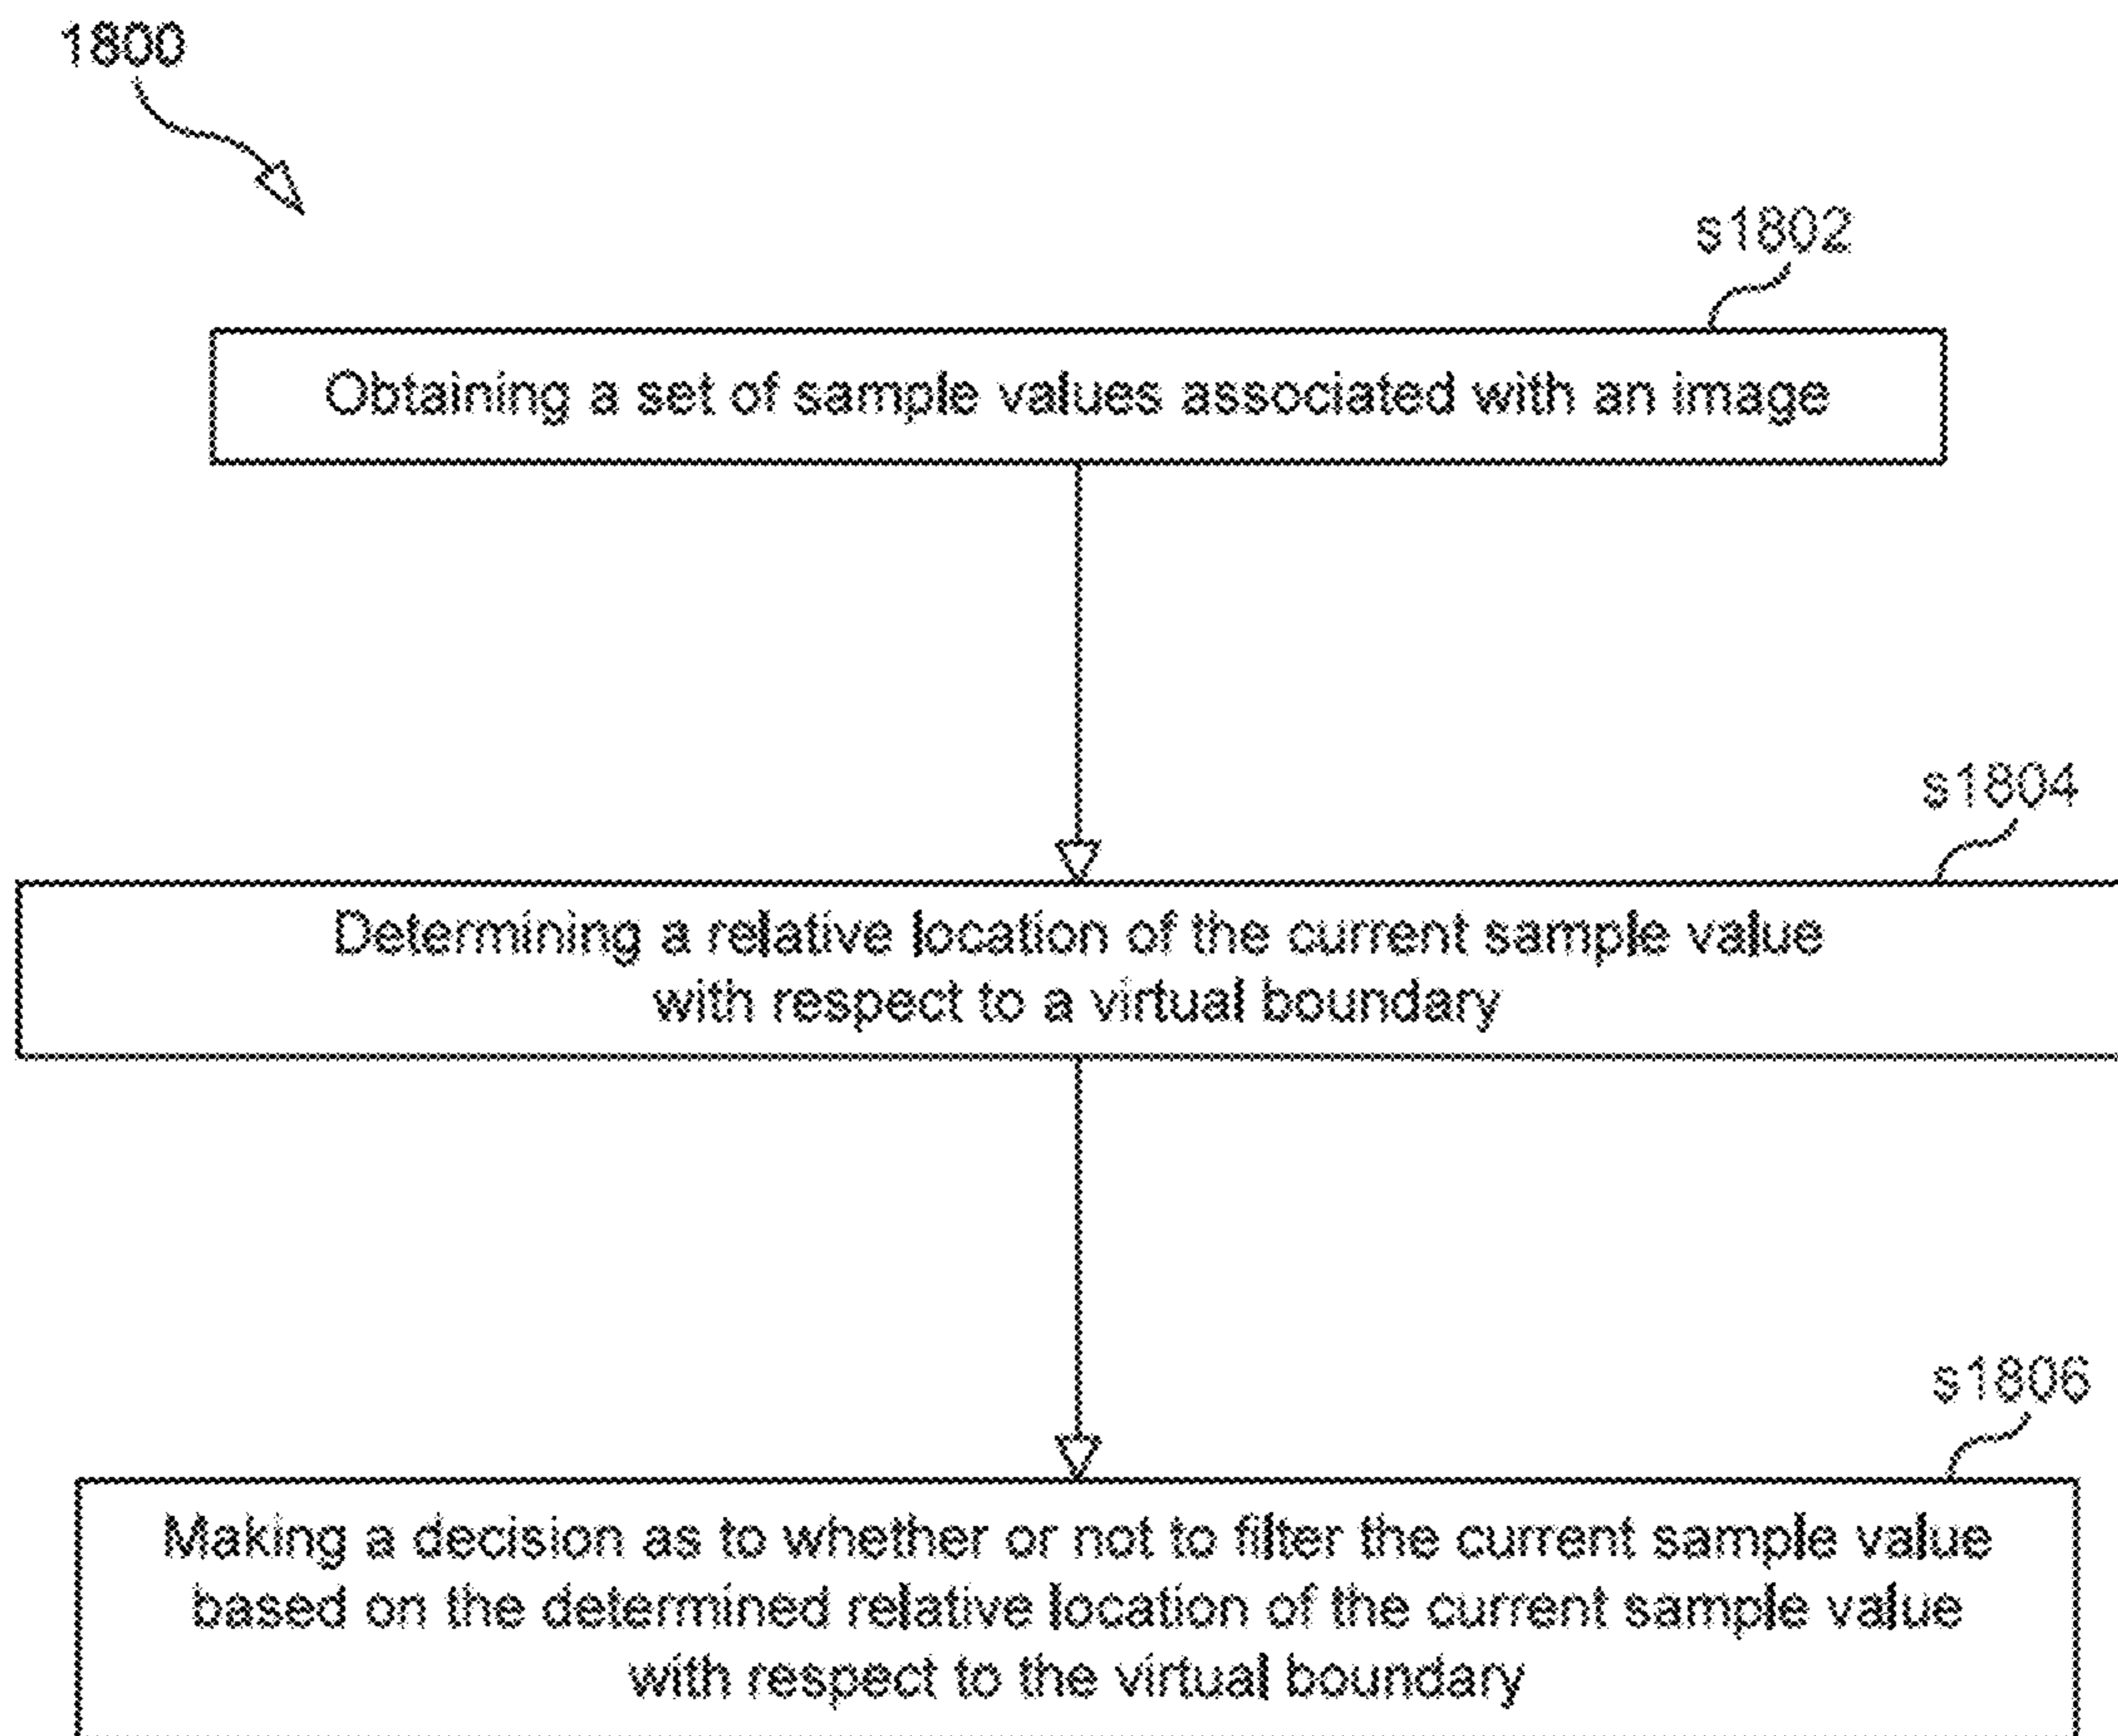 1800
s1802
Obtaining a set of sample values associated with an image
s1804
Determining a relative location of the current sample value
with respect to a virtual boundary
s1806
Making a decision as to whether or not to filter the current sample value
based on the determined relative location of the current sample value
with respect to the virtual boundary